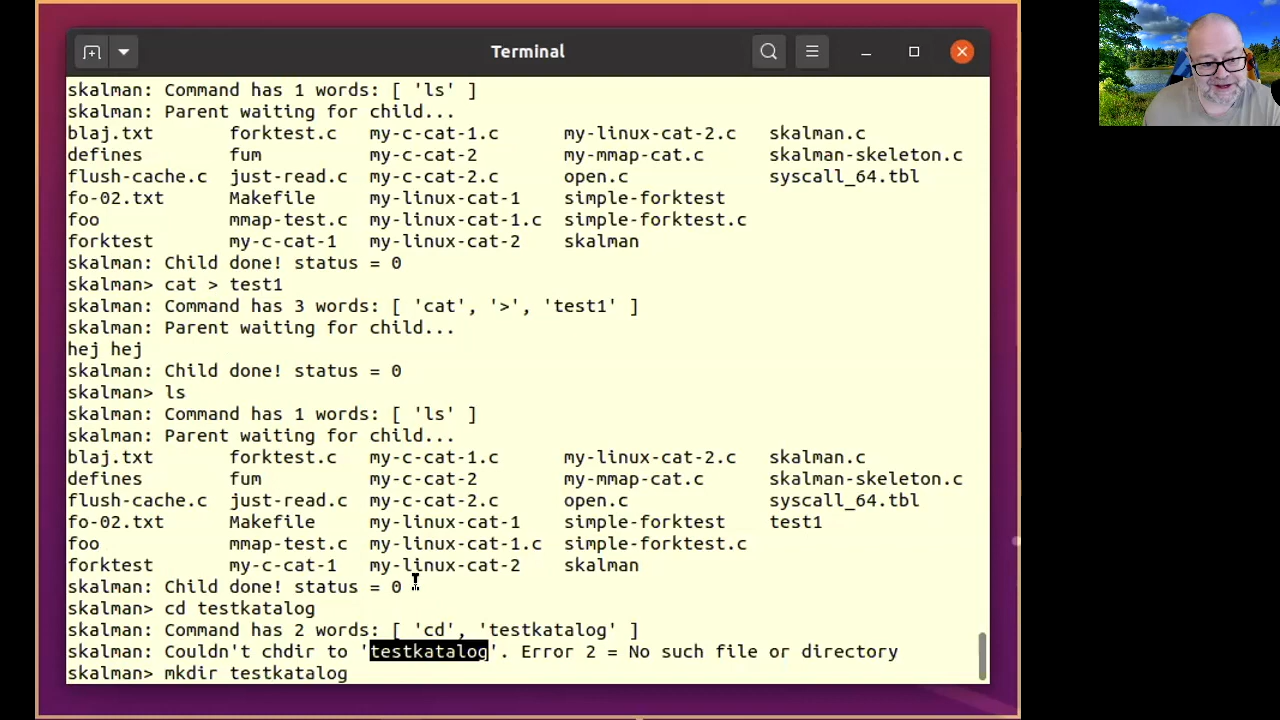 Terminal
skalman: Command has 1 words: [ 'ls' ]
skalman: Parent waiting for child...
blaj.txt forktest.c my-c-cat-1.c my-linux-cat-2.c skalman.c
defines fum my-c-cat-2 my-mmap-cat.c skalman-skeleton.c
flush-cache.c just-read.c my-c-cat-2.c open.c syscall_64.tbl
fo-02.txt Makefile my-linux-cat-1 simple-forktest
foo mmap-test.c my-linux-cat-1.c simple-forktest.c
forktest my-c-cat-1 my-linux-cat-2 skalman
skalman: Child done! status = 0
skalman> cat > test1
skalman: Command has 3 words: [ 'cat', '>', 'test1' ]
skalman: Parent waiting for child...
hej hej
skalman: Child done! status = 0
skalman> ls
skalman: Command has 1 words: [ 'ls' ]
skalman: Parent waiting for child...
blaj.txt forktest.c my-c-cat-1.c my-linux-cat-2.c skalman.c
defines fum my-c-cat-2 my-mmap-cat.c skalman-skeleton.c
flush-cache.c just-read.c my-c-cat-2.c open.c syscall_64.tbl
fo-02.txt Makefile my-linux-cat-1 simple-forktest test1
foo mmap-test.c my-linux-cat-1.c simple-forktest.c
forktest my-c-cat-1 my-linux-cat-2 skalman
skalman: Child done! status = 0
skalman> cd testkatalog
skalman: Command has 2 words: [ 'cd', 'testkatalog' ]
skalman: Couldn't chdir to 'testkatalog'. Error 2 = No such file or directory
skalman> mkdir testkatalog